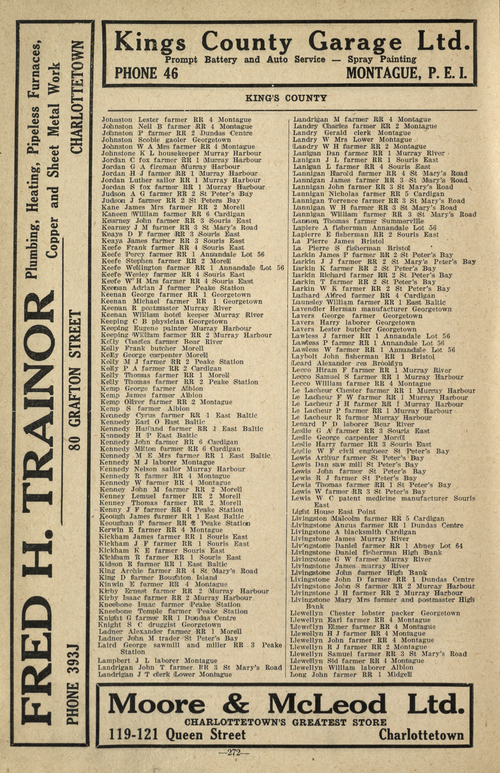 Kings County Garage Ltd.
Prompt Battery and Auto Service — Spray Painting
PHONE 46 MONTAGUE, P. E. I.
FRED H. TRAINOR
Plumbing, Heating, Pipeless Furnaces,
Copper and Sheet Metal Work
PHONE 393J 80 GRAFTON STREET CHARLOTTETOWN
KING'S COUNTY
Johnston Lester farmer RR 4 Montague
Johnston Neil B farmer RR 4 Montague
Johnston P farmer RR 2 Dundas Centre
Johnston Scoble gaoler Georgetown
Johnston W A Mrs farmer RR 4 Montague
Johnstone K L housekeeper Murray Harbour
Jordan C fox farmer RR 1 Murray Harbour
Jordan G A fireman Murray Harbour
Jordan H J farmer RR 1 Murray Harbour
Jordan Luther sailor RR 1 Murray Harbour
Jordan S fox farmer RR 1 Murray Harbour
Judson A G farmer RR 2 St Peter's Bay
Judson J farmer RR 2 St Peters Bay
Kane James Mrs farmer RR 2 Morell
Kaneen William farmer RR 6 Cardigan
Kearney John farmer RR 3 Souris East
Kearney J M farmer RR 3 St Mary's Road
Keays D F farmer RR 3 Souris East
Keays James farmer RR 3 Souris East
Keefe Frank farmer RR 4 Souris East
Keefe Percy farmer RR 1 Annandale Lot 56
Keefe Stephen farmer RR 2 Morell
Keefe Wellington farmer RR 1 Annandale Lot 56
Keefe Wesley farmer RR 4 Souris East
Keefe W H Mrs farmer RR 4 Souris East
Keenan Adrian J farmer Peake Station
Keenan George farmer RR 1 Georgetown
Keenan Michael farmer RR 1 Georgetown
Keenan R postmaster Murray River
Keenan William hotel keeper Murray River
Keeping C B physician Georgetown
Keeping Eugene painter Murray Harbour
Keeping William farmer RR 2 Murray Harbour
Kelly Charles farmer Bear River
Kelly Frank butcher Morell
Kelly George carpenter Morell
Kelly M J farmer RR 2 Peake Station
Kelly P A farmer RR 2 Cardigan
Kelly Thomas farmer RR 1 Morell
Kelly Thomas farmer RR 2 Peake Station
Kemp George farmer Albion
Kemp James farmer Albion
Kemp Oliver farmer RR 2 Montague
Kemp S farmer Albion
Kennedy Cyrus farmer RR 1 East Baltic
Kennedy Earl O East Baltic
Kennedy farmer RR 1 East Baltic
Kennedy H P East Baltic
Kennedy John farmer RR 6 Cardigan
Kennedy Milton farmer RR 6 Cardigan
Kennedy M E Mrs farmer RR 1 East Baltic
Kennedy M J laborer Montague
Kennedy Nelson sailor Murray Harbour
Kennedy R farmer RR 4 Montague
Kennedy W farmer RR 4 Montague
Kenney John M farmer RR 2 Morell
Kenney Lemuel farmer RR 2 Morell
Kenney Thomas farmer RR 2 Morell
Kenny J F farmer RR 4 Peake Station
Keough James farmer RR 1 East Baltic
Keoughan P farmer RR 2 Peake Station
Kerwin E farmer RR 4 Montague
Kickham James farmer RR 1 Souris East
Kickham J F farmer RR 1 Souris East
Kickham K E farmer Souris East
Kickham R farmer RR 1 Souris East
Kidson R farmer RR 1 East Baltic
King Archie farmer RR 4 St Mary's Road
King D farmer Boughton Island
Kinwin E farmer RR 4 Montague
Kirby Ernest farmer RR 2 Murray Harbour
Kirby Isaac farmer RR 2 Murray Harbour
Kneebone Isaac farmer Peake Station
Kneebone Temple farmer Peake Station
Knight G farmer RR 1 Dundas Centre
Knight S C druggist Georgetown
Ladner Alexander farmer RR 1 Morell
Ladner John M trader St Peter's Bay
Laird George sawmill and miller RR 3 Peake
Station
Lampbert J L laborer Montague
Landrigan John T farmer RR 3 St Mary's Road
Landrigan J T clerk Lower Montague
Landrigan M farmer RR 4 Montague
Landry Charles farmer RR 2 Montague
Landry Gerald clerk Montague
Landry W Mrs Lower Montague
Landry W H farmer RR 2 Montague
Lanigan Dan farmer RR 1 Murray River
Lanigan J L farmer RR 1 Souris East
Lanigan L farmer RR 4 Souris East
Lannigan Harold farmer RR 4 St Mary's Road
Lannigan James farmer RR 3 St Mary's Road
Lannigan John farmer RR 3 St Mary's Road
Lannigan Nicholas farmer RR 5 Cardigan
Lannigan Torrence farmer RR 3 St Mary's Road
Lannigan W H farmer RR 3 St Mary's Road
Lannigan William farmer RR 3 St Mary's Road
Lannon Thomas farmer Summerville
Lapiere A fisherman Annandale Lot 56
Lapierre E fisherman RR 2 Souris East
La Pierre James Bristol
La Pierre S fisherman Bristol
Larkin James P farmer RR 2 St Peter's Bay
Larkin J J farmer RR 2 St Mary's Peter's Bay
Larkin K farmer RR 2 St Peter's Bay
Larkin Richard farmer RR 2 St Peter's Bay
Larkin T farmer RR 2 St Peter's Bay
Larkin W K farmer RR 2 St Peter's Bay
Lathard Alfred farmer RR 4 Cardigan
Launsley William farmer RR 1 East Baltic
Lavender Herman manufacturer Georgetown
Lavers George farmer Georgetown
Lavers Harry laborer Georgetown
Lavers Lester butcher Georgetown
Lawless J farmer RR 1 Annandale Lot 56
Lawless P farmer RR 1 Annandale Lot 56
Lawless W farmer RR 1 Annandale Lot 56
Laybolt John fisherman RR 1 Bristol
Leard Alexander res Brooklyn
Lecco Hiram F farmer RR 1 Murray River
Lecco Samuel S farmer RR 1 Murray Harbour
Lecco William farmer RR 4 Montague
Le Lacheur Chester farmer RR 1 Murray Harbour
Le Lacheur F W farmer RR 1 Murray Harbour
Le Lacheur J H farmer RR 1 Murray Harbour
Le Lacheur P farmer RR 1 Murray Harbour
Le Lacheur R farmer Murray Harbour
Lenard P D laborer Bear River
Leslie G A farmer RR 3 Souris East
Leslie George carpenter Morell
Leslie Harry farmer RR 3 Souris East
Leslie W F civil engineer St Peter's Bay
Lewis Arthur farmer St Peter's Bay
Lewis Dan saw mill St Peter's Bay
Lewis John farmer St Peter's Bay
Lewis R J farmer St Peter's Bay
Lewis Thomas farmer RR 1 St Peter's Bay
Lewis W farmer RR 3 St Peter's Bay
Lewis W C patent medicine manufacturer Souris
East
Light House East Point
Livingston Malcolm farmer RR 5 Cardigan
Livingstone Angus farmer RR 1 Dundas Centre
Livingstone A blacksmith Cardigan
Livingstone James Murray River
Livingstone Daniel farmer RR 1 Abney Lot 64
Livingstone Daniel fisherman High Bank
Livingstone G W farmer Murray River
Livingstone James murray River
Livingstone John farmer High Bank
Livingstone John D farmer RR 1 Dundas Centre
Livingstone John S farmer RR 2 Murray Harbour
Livingstone J H farmer RR 2 Murray Harbour
Livingstone Mary Mrs farmer and postmaster High
Bank
Llewellyn Chester lobster packer Georgetown
Llewellyn Earl farmer RR 4 Montague
Llewellyn Elmer farmer RR 4 Montague
Llewellyn H J farmer RR 4 Montague
Llewellyn John farmer RR 4 Montague
Llewellyn R J farmer RR 2 Montague
Llewellyn Samuel farmer RR 3 St Mary's Road
Llewellyn Std farmer RR 4 Montague
Llewellyn William laborer Albion
Long John farmer RR 1 Midgell
Moore & McLeod Ltd.
CHARLOTTETOWN'S GREATEST STORE
119-121 Queen Street Charlottetown
—272—